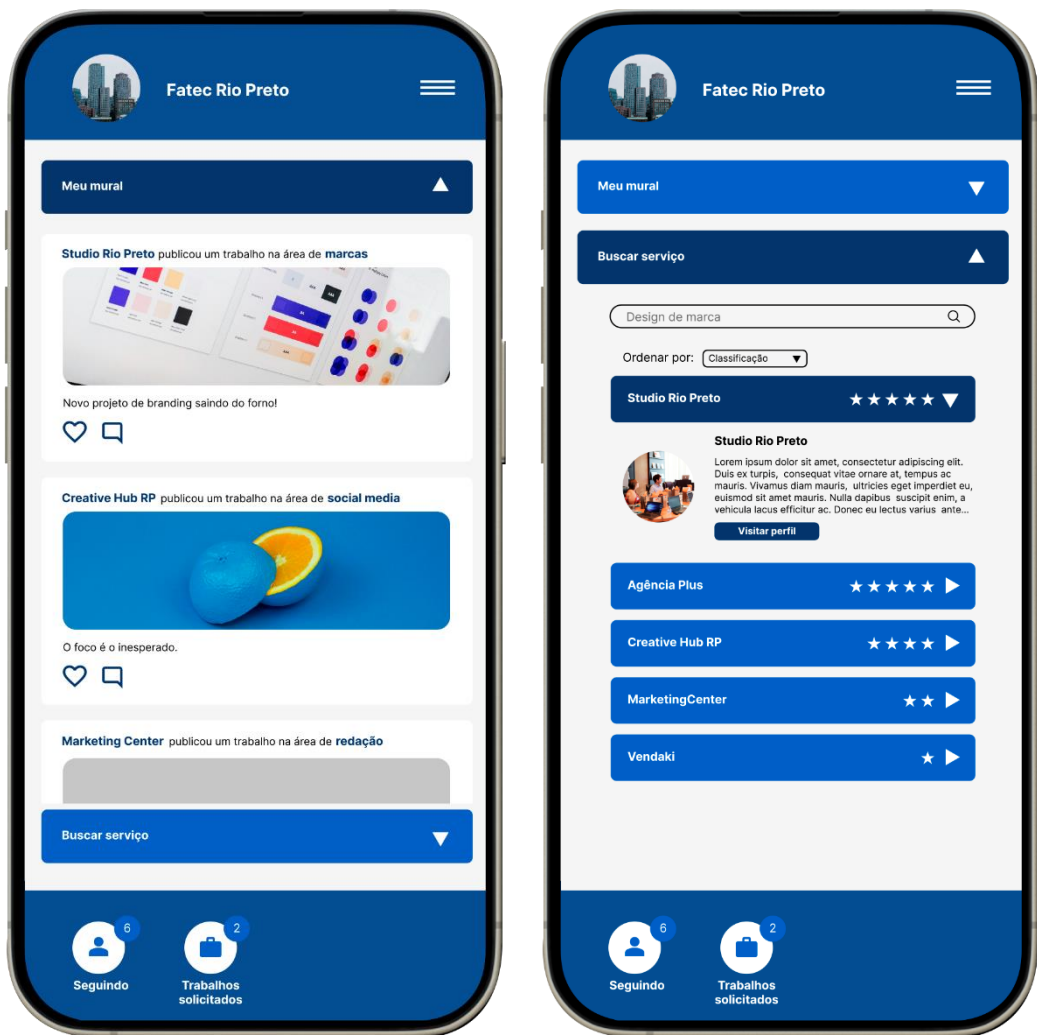 Fatec Rio Preto
Meu mural
Studio Rio Preto publicou um trabalho na área de marcas
Novo projeto de branding saindo do forno!
Creative Hub RP publicou um trabalho na área de social media
O foco é o inesperado.
Marketing Center publicou um trabalho na área de redação
Buscar serviço
6
2
Seguindo
Trabalhos
solicitados
Fatec Rio Preto
Meu mural
Buscar serviço
Design de marca
Ordenar por: Classificação
Studio Rio Preto
Studio Rio Preto
Lorem ipsum dolor sit amet, consectetur adipiscing elit.
Duis ex turpis, consequat vitae ornare at, tempus ac
mauris. Vivamus diam mauris, ultricies eget imperdiet eu,
euismod sit amet mauris. Nulla dapibus suscipit enim, a
vehicula lacus efficitur ac. Donec eu lectus varius ante...
Visitar perfil
Agência Plus
Creative Hub RP
MarketingCenter
Vendaki
6
2
Seguindo
Trabalhos
solicitados